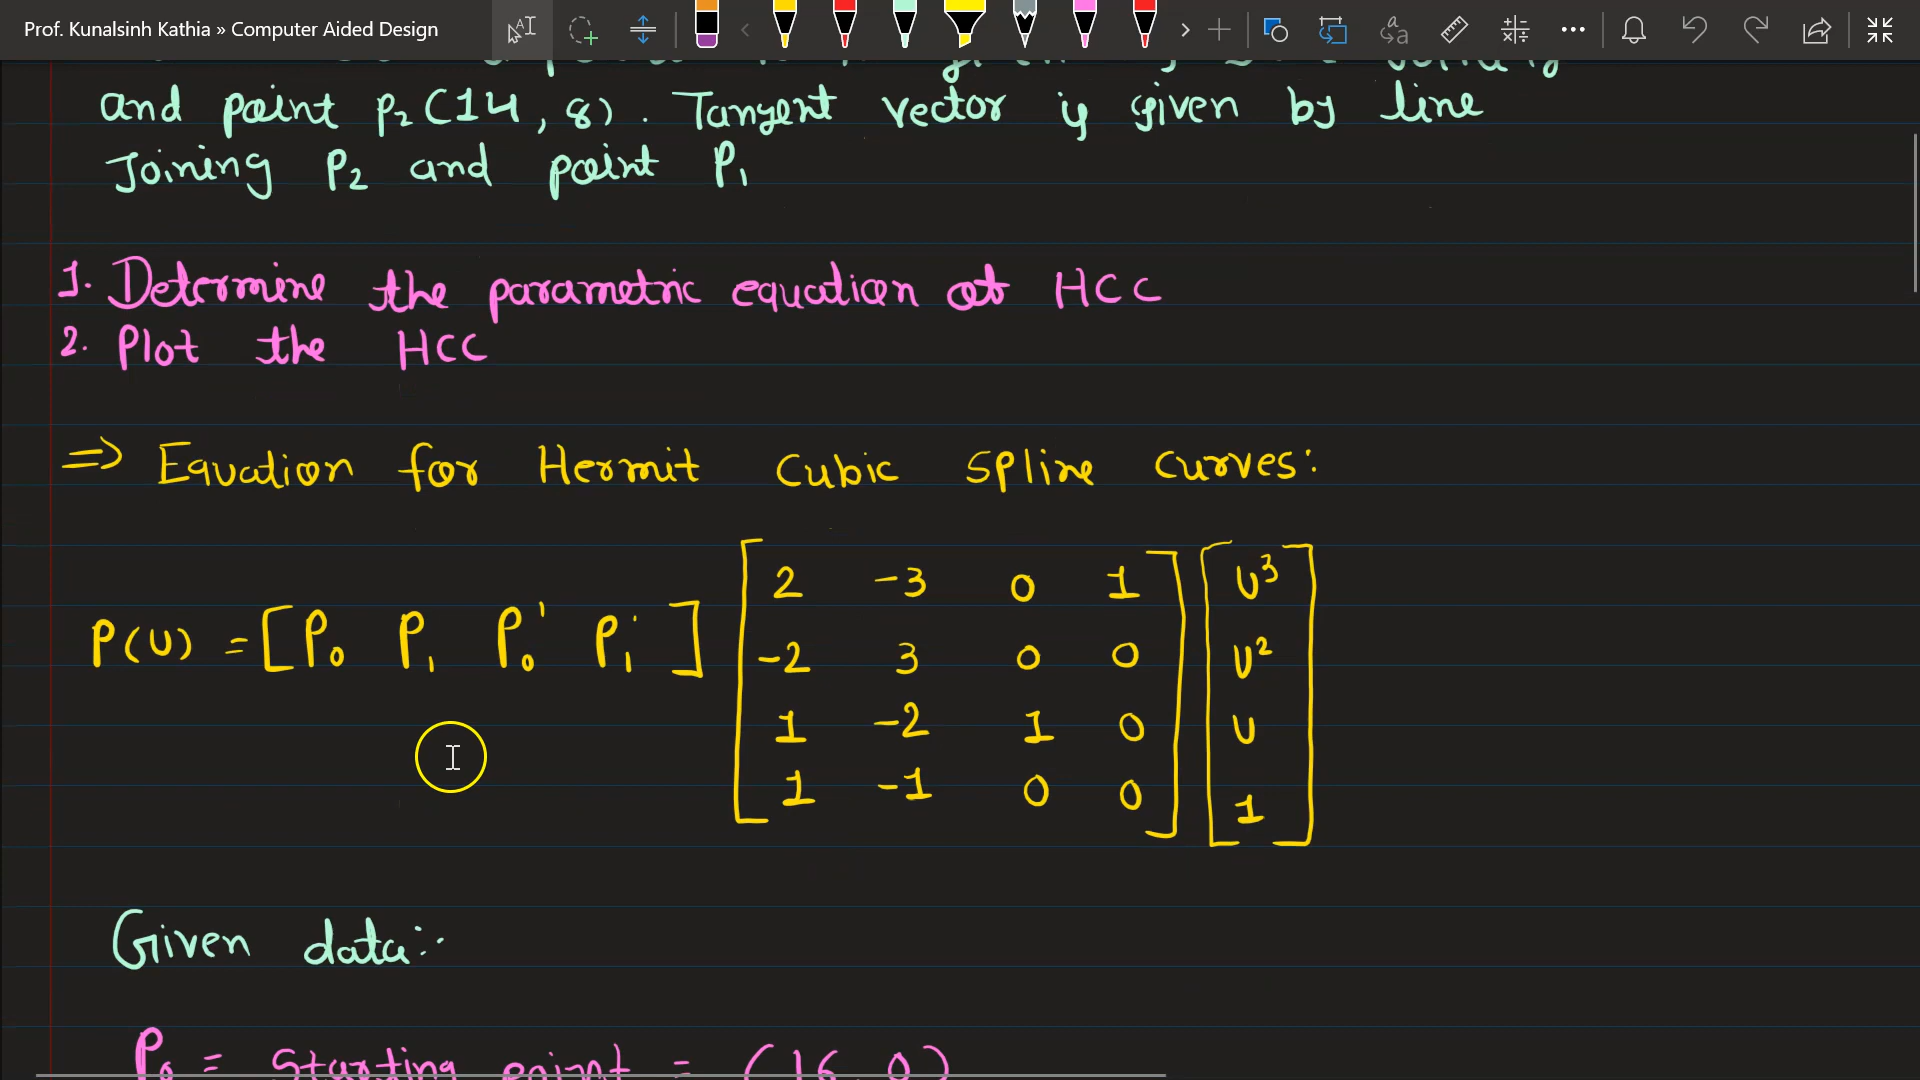 Prof. Kunalsinh Kathia » Computer Aided Design
and point P₂ (14, 8). Tangent vector is given by line
Joining P₂ and point P₁
1. Determine the parametric equation of HCC
2. Plot the HCC
=> Equation for Hermit Cubic Spline curves:
P(U) = [P₀ P₁ P₀' P₁'] [2 -3 0 1 [U³
-2 3 0 0 U²
1 -2 1 0 U
1 -1 0 0] 1]
Given data:-
P₀ = Starting point = (16, 0)